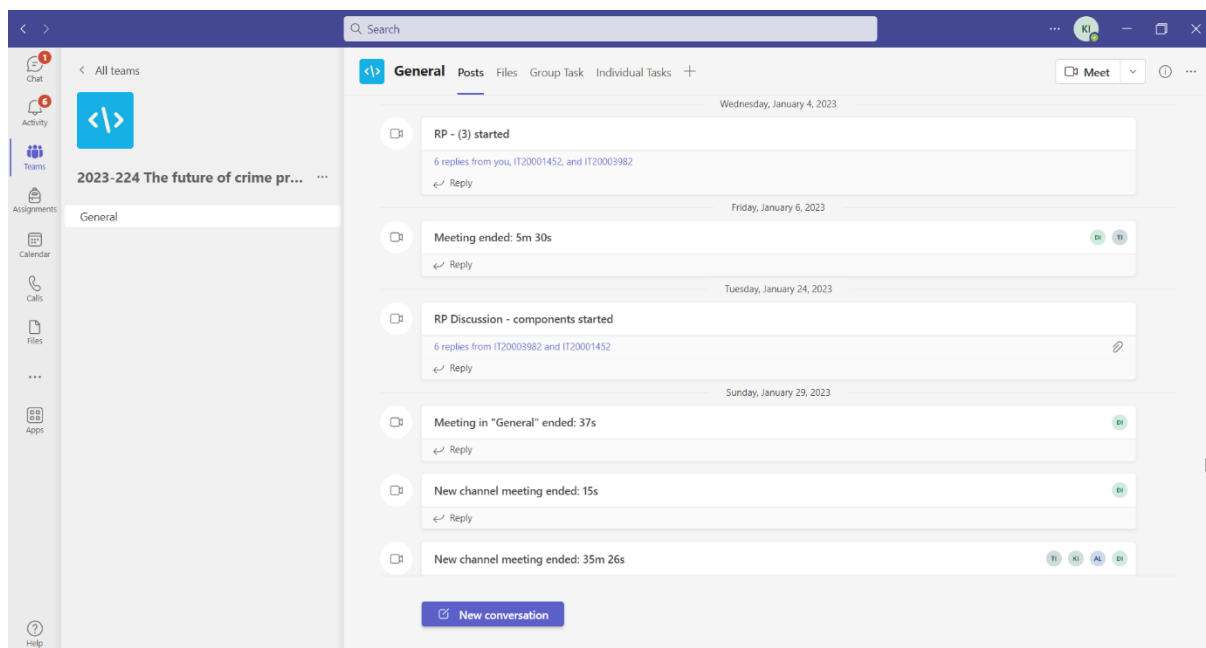 Search
KI
1
Chat
6
Activity
Teams
Assignments
Calendar
Calls
Files
Apps
Help
All teams
2023-224 The future of crime pr...
General
General Posts Files Group Task Individual Tasks
Meet
Wednesday, January 4, 2023
RP - (3) started
6 replies from you, IT20001452, and IT20003982
Reply
Friday, January 6, 2023
Meeting ended: 5m 30s DI TI
Reply
Tuesday, January 24, 2023
RP Discussion - components started
6 replies from IT20003982 and IT20001452
Reply
Sunday, January 29, 2023
Meeting in "General" ended: 37s DI
Reply
New channel meeting ended: 15s DI
Reply
New channel meeting ended: 35m 26s TI KI AL DI
New conversation